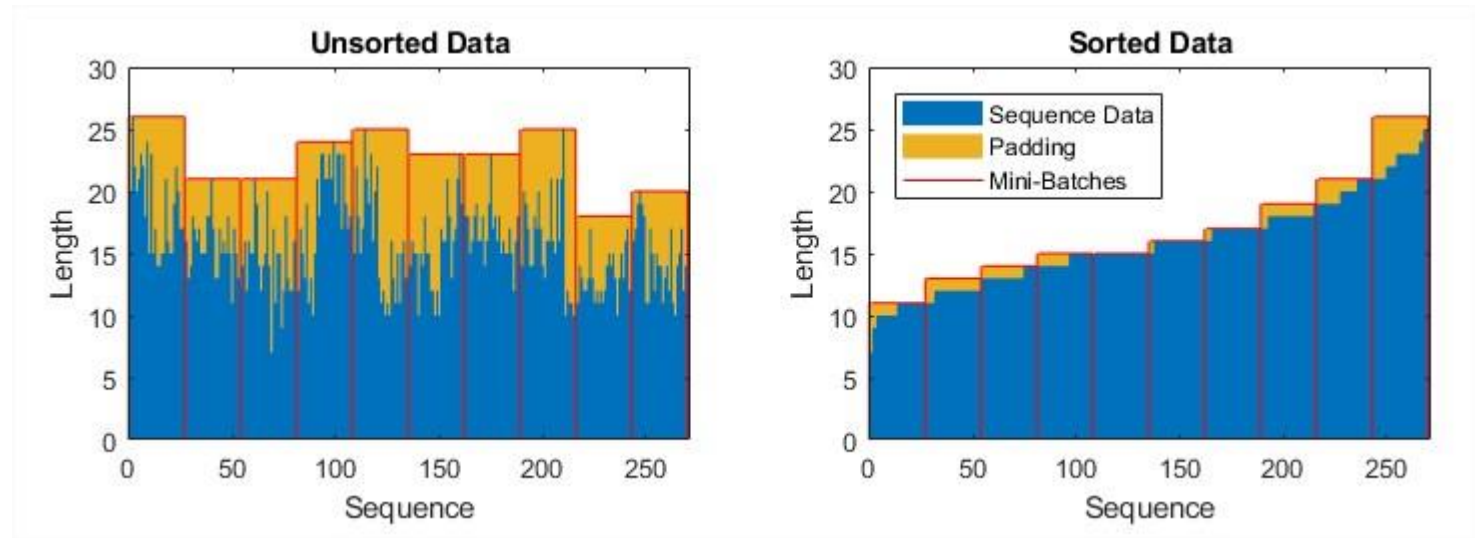 Unsorted Data
30
25
20
15
10
5
0
Length
0 50 100 150 200 250
Sequence
Sorted Data
30
25
20
15
10
5
0
Length
Sequence Data
Padding
Mini-Batches
0 50 100 150 200 250
Sequence